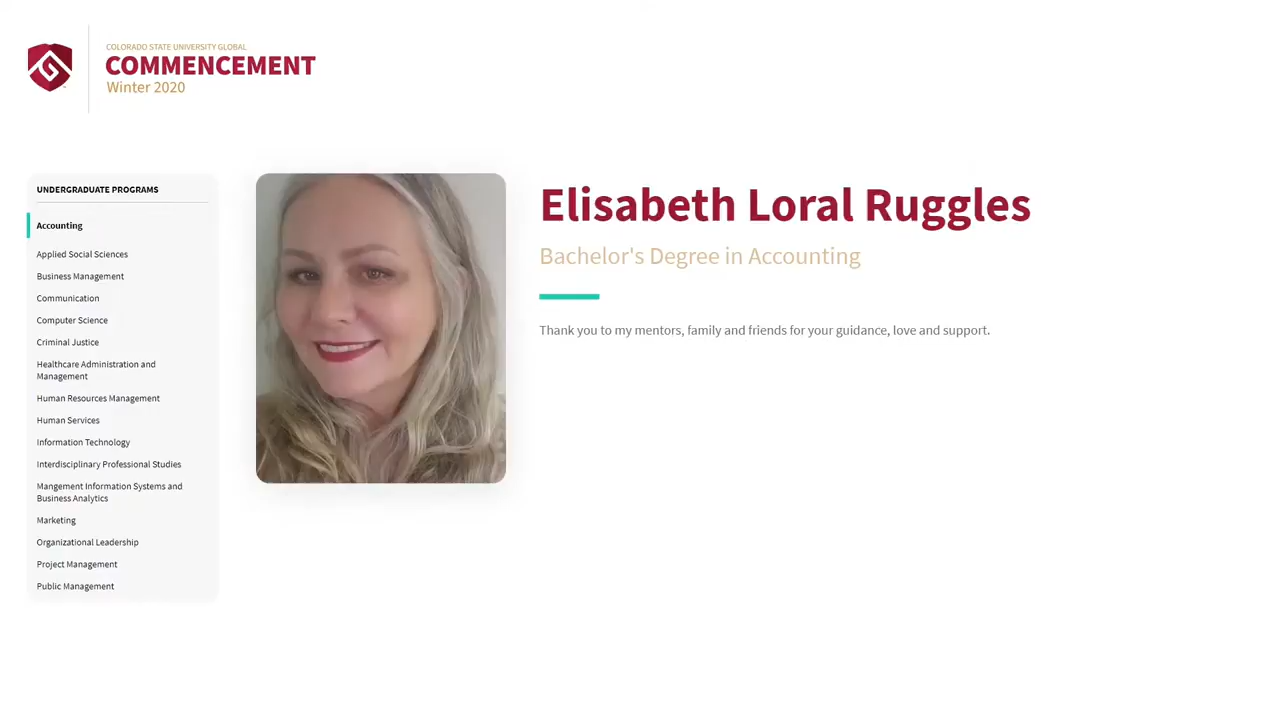 COLORADO STATE UNIVERSITY GLOBAL
COMMENCEMENT
Winter 2020
UNDERGRADUATE PROGRAMS
Accounting
Applied Social Sciences
Business Management
Communication
Computer Science
Criminal Justice
Healthcare Administration and
Management
Human Resources Management
Human Services
Information Technology
Interdisciplinary Professional Studies
Mangement Information Systems and
Business Analytics
Marketing
Organizational Leadership
Project Management
Public Management
Elisabeth Loral Ruggles
Bachelor's Degree in Accounting
Thank you to my mentors, family and friends for your guidance, love and support.